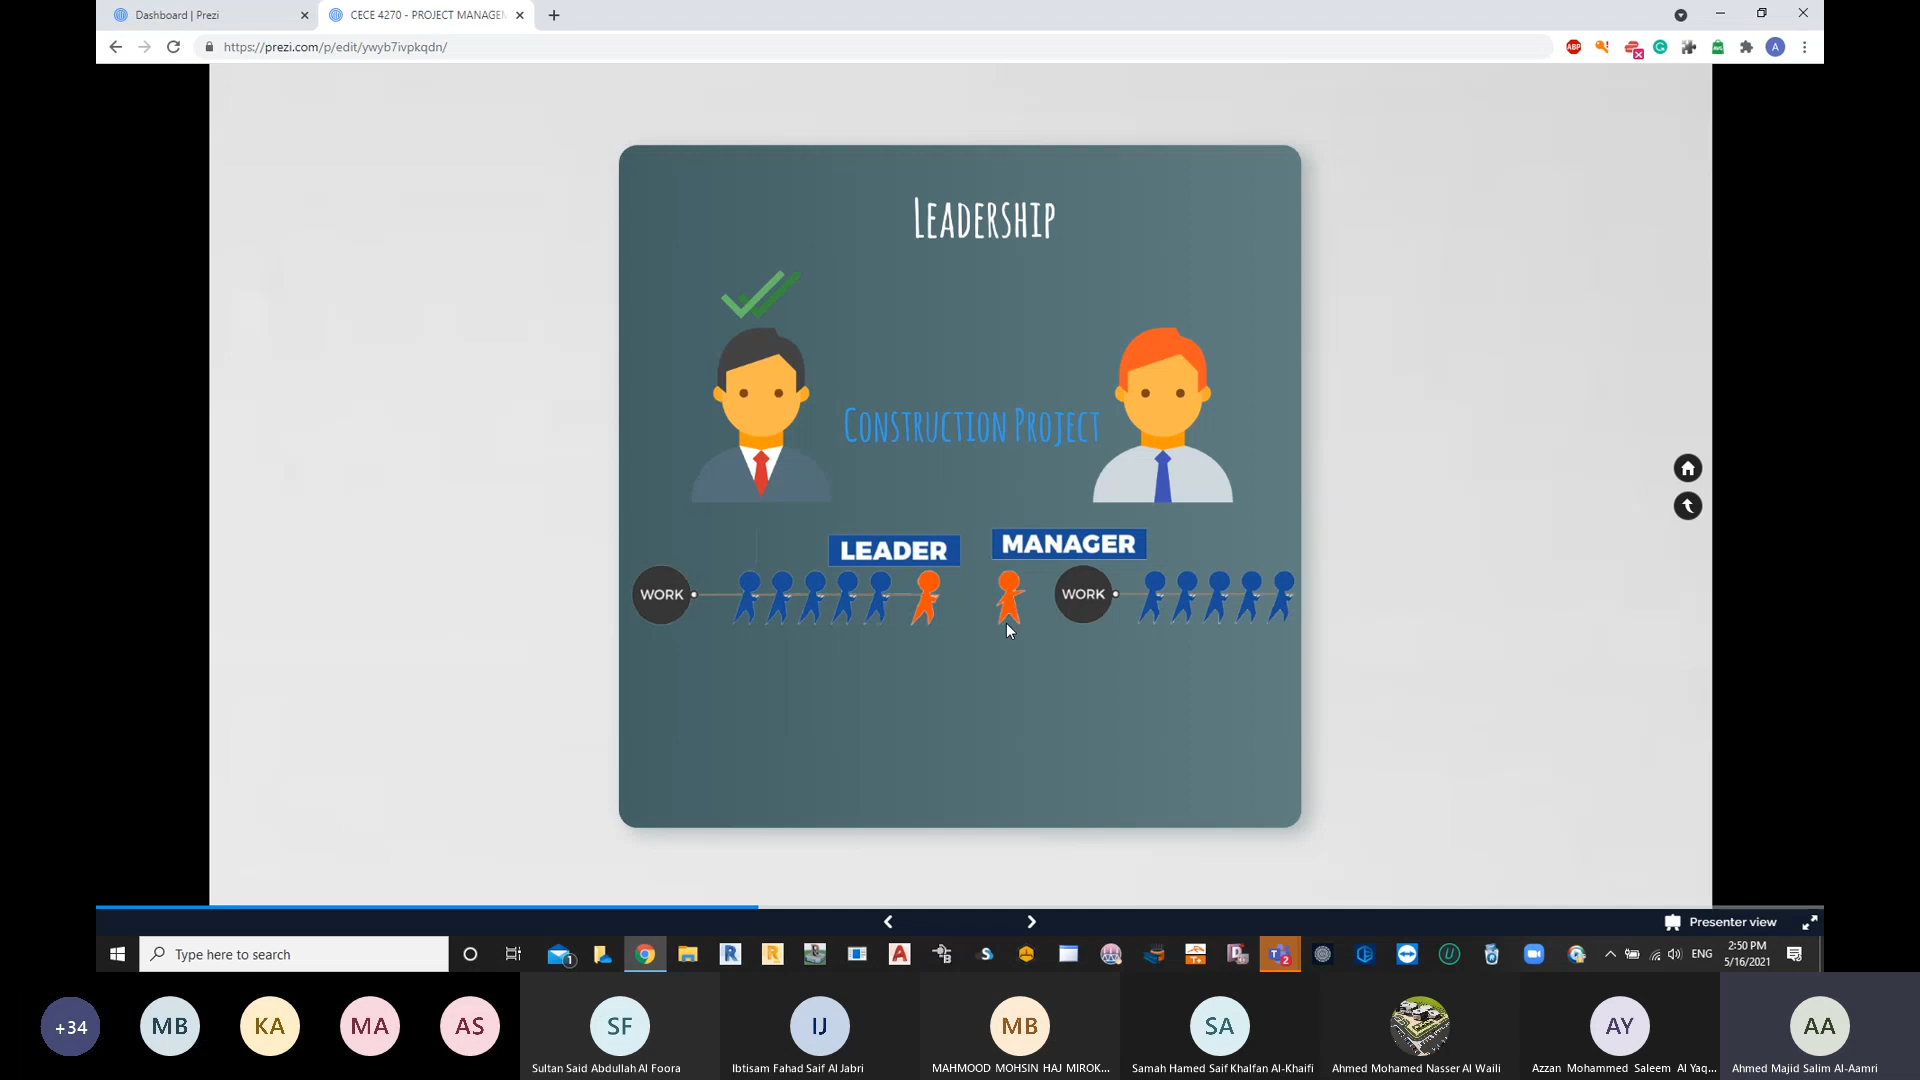 Dashboard | Prezi
CECE 4270 - PROJECT MANAGEM
https://prezi.com/p/edit/ywyb7ivpkqdn/
ABP
A
LEADERSHIP
CONSTRUCTION PROJECT
LEADER
MANAGER
WORK
WORK
Presenter view
Type here to search
1
R
R
A
S
T+
D
2
U
ENG
2:50 PM
5/16/2021
+34
MB
KA
MA
AS
SF
IJ
MB
SA
AY
AA
Sultan Said Abdullah Al Foora
Ibtisam Fahad Saif Al Jabri
MAHMOOD MOHSIN HAJ MIROK...
Samah Hamed Saif Khalfan Al-Khaifi
Ahmed Mohamed Nasser Al Waili
Azzan Mohammed Saleem Al Yaq...
Ahmed Majid Salim Al-Aamri